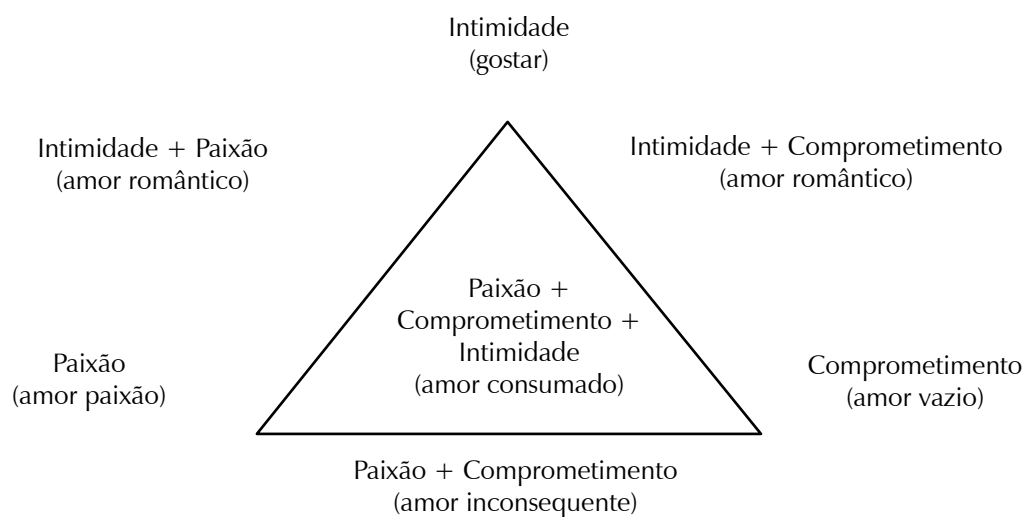 Intimidade
(gostar)
Intimidade + Paixão
(amor romântico)
Intimidade + Comprometimento
(amor romântico)
Paixão +
Comprometimento +
Intimidade
(amor consumado)
Paixão
(amor paixão)
Comprometimento
(amor vazio)
Paixão + Comprometimento
(amor inconsequente)